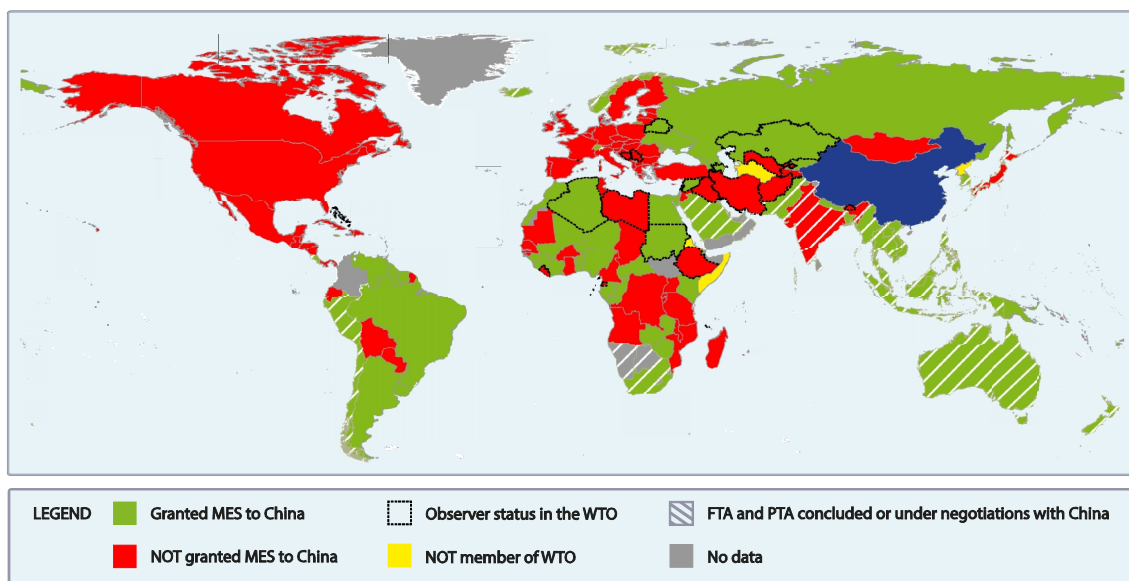 LEGEND
Granted MES to China
Observer status in the WTO
FTA and PTA concluded or under negotiations with China
NOT granted MES to China
NOT member of WTO
No data